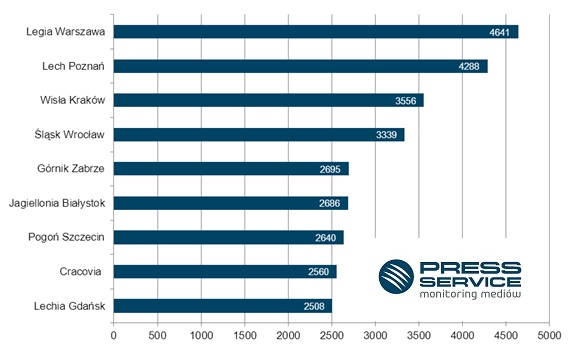 Legia Warszawa 4641
Lech Poznań 4288
Wisła Kraków 3556
Śląsk Wrocław 3339
Górnik Zabrze 2695
Jagiellonia Białystok 2686
Pogoń Szczecin 2640
Cracovia 2560
Lechia Gdańsk 2508
PRESS
SERVICE
monitoring mediów
0 500 1000 1500 2000 2500 3000 3500 4000 4500 5000